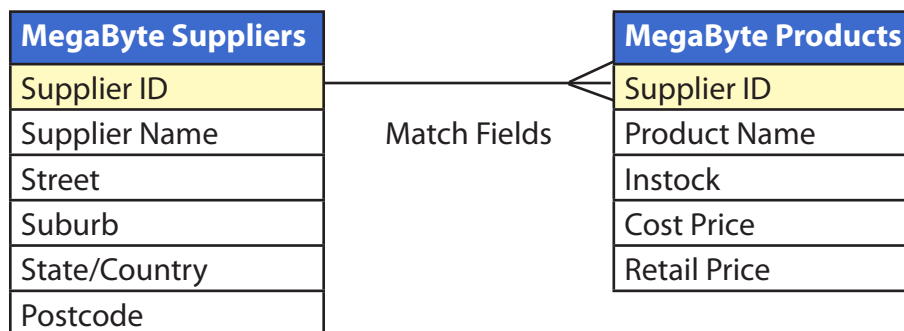 MegaByte Suppliers
Supplier ID
Supplier Name
Street
Suburb
State/Country
Postcode
Match Fields
MegaByte Products
Supplier ID
Product Name
Instock
Cost Price
Retail Price